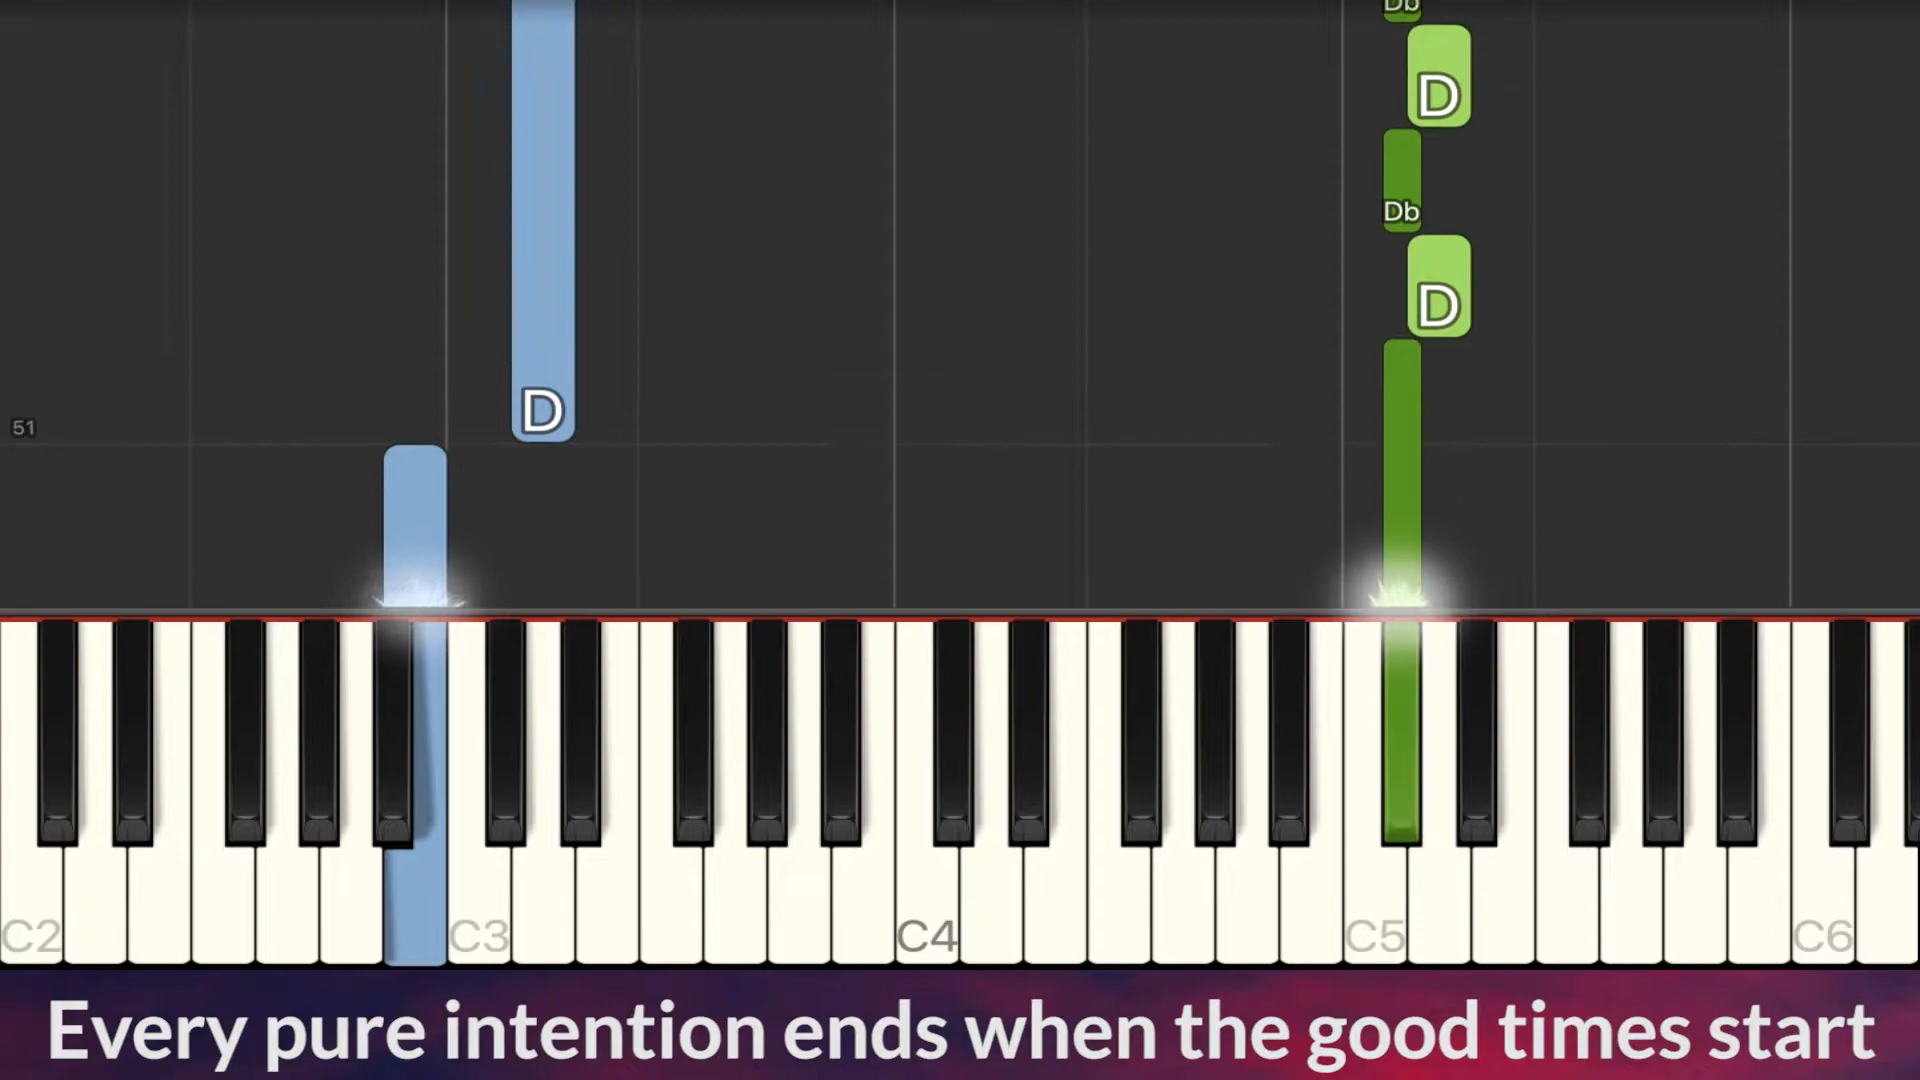 Db
D
Db
D
D
51
C2 C3 C4 C5 C6
Every pure intention ends when the good times start